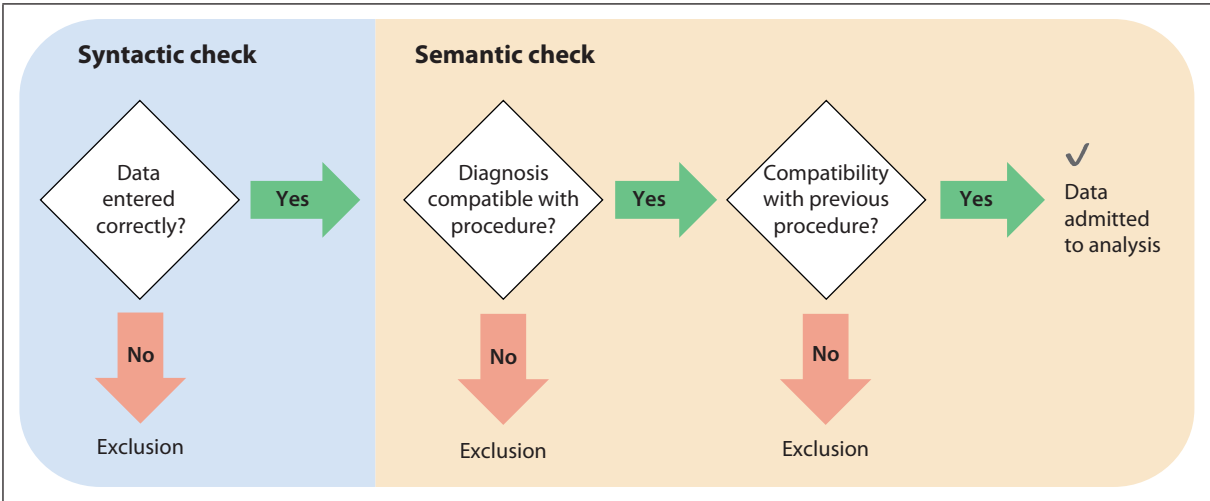 Syntactic check
Semantic check
Data
entered
correctly?
Yes
Diagnosis
compatible with
procedure?
Yes
Compatibility
with previous
procedure?
Yes
✓
Data
admitted
to analysis
No
No
No
Exclusion
Exclusion
Exclusion